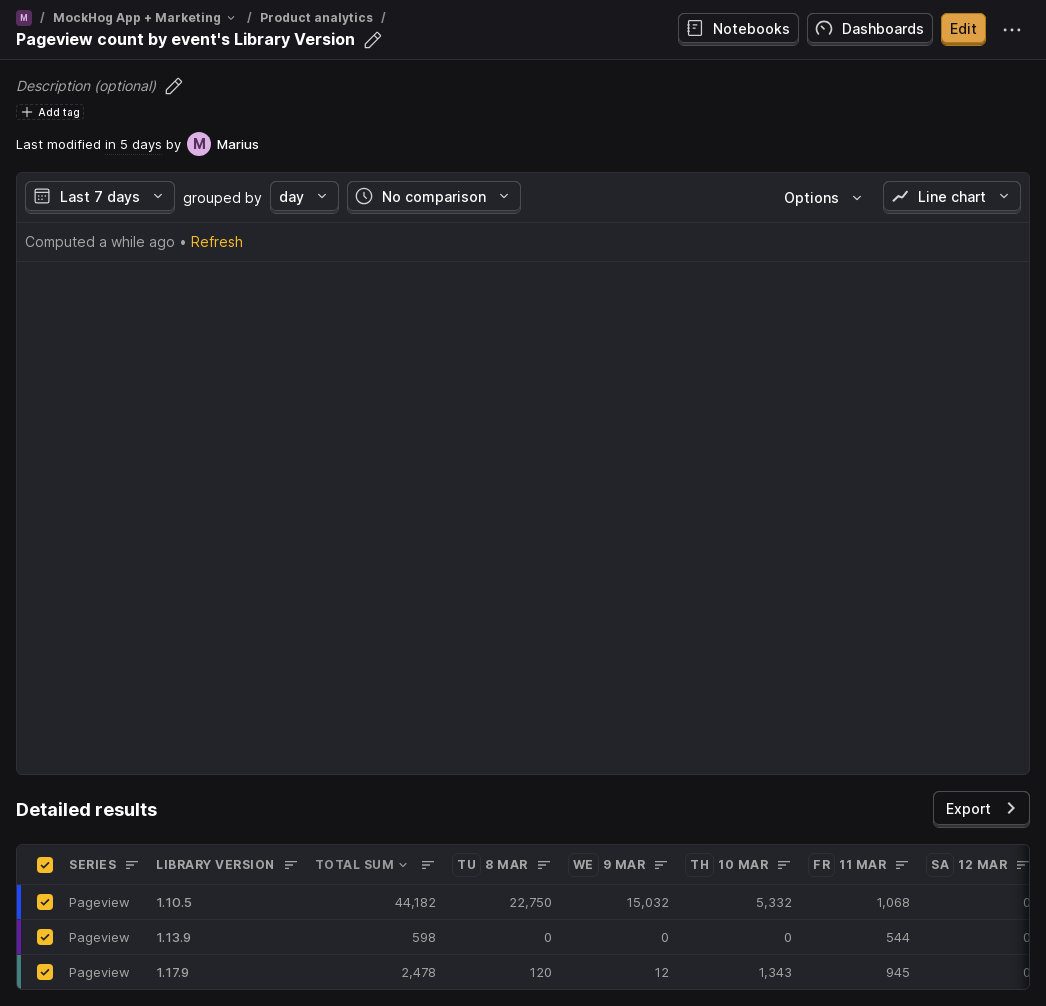 M / MockHog App + Marketing / Product analytics /
Pageview count by event's Library Version
Notebooks Dashboards Edit
Description (optional)
Add tag
Last modified in 5 days by M Marius
Last 7 days grouped by day No comparison Options Line chart
Computed a while ago • Refresh
Detailed results
Export
SERIES LIBRARY VERSION TOTAL SUM TU 8 MAR WE 9 MAR TH 10 MAR FR 11 MAR SA 12 MAR
Pageview 1.10.5 44,182 22,750 15,032 5,332 1,068 0
Pageview 1.13.9 598 0 0 0 544 0
Pageview 1.17.9 2,478 120 12 1,343 945 0